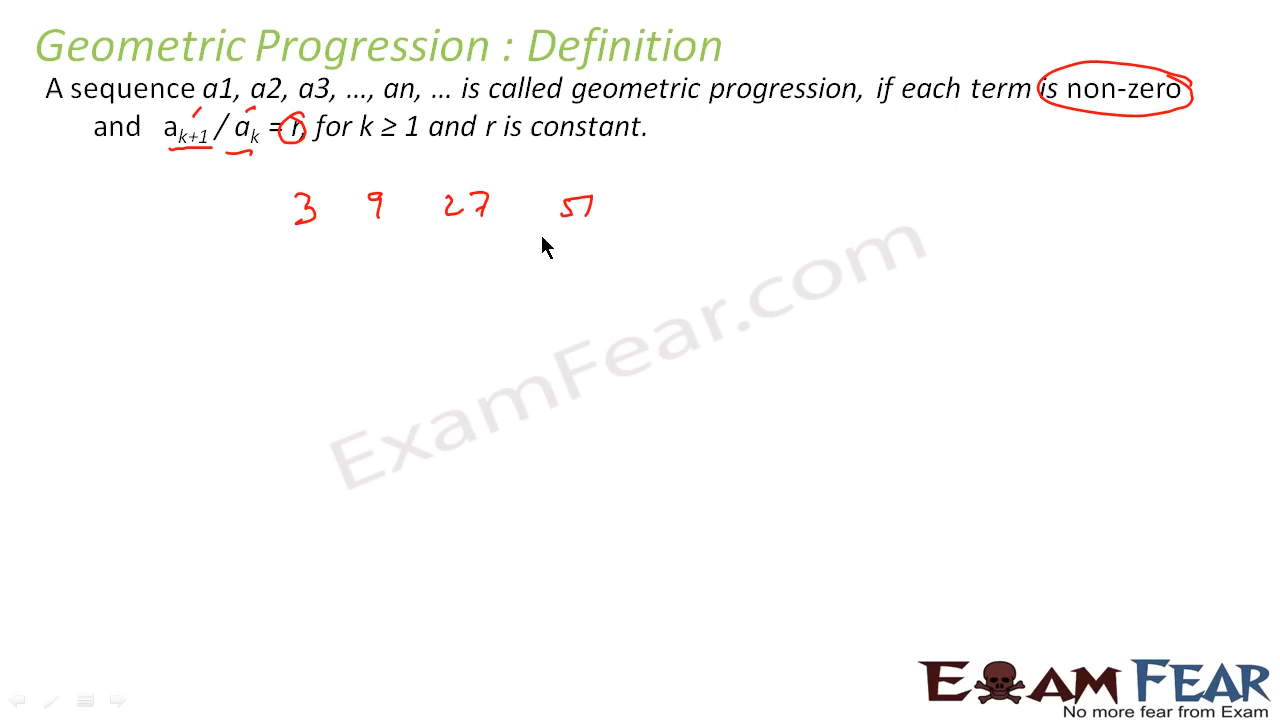 Geometric Progression : Definition
A sequence a1, a2, a3, …, an, … is called geometric progression, if each term is non-zero
and a_{k+1} / a_k = r, for k ≥ 1 and r is constant.
3 9 27
ExamFear.com
EXAM FEAR
No more fear from Exam